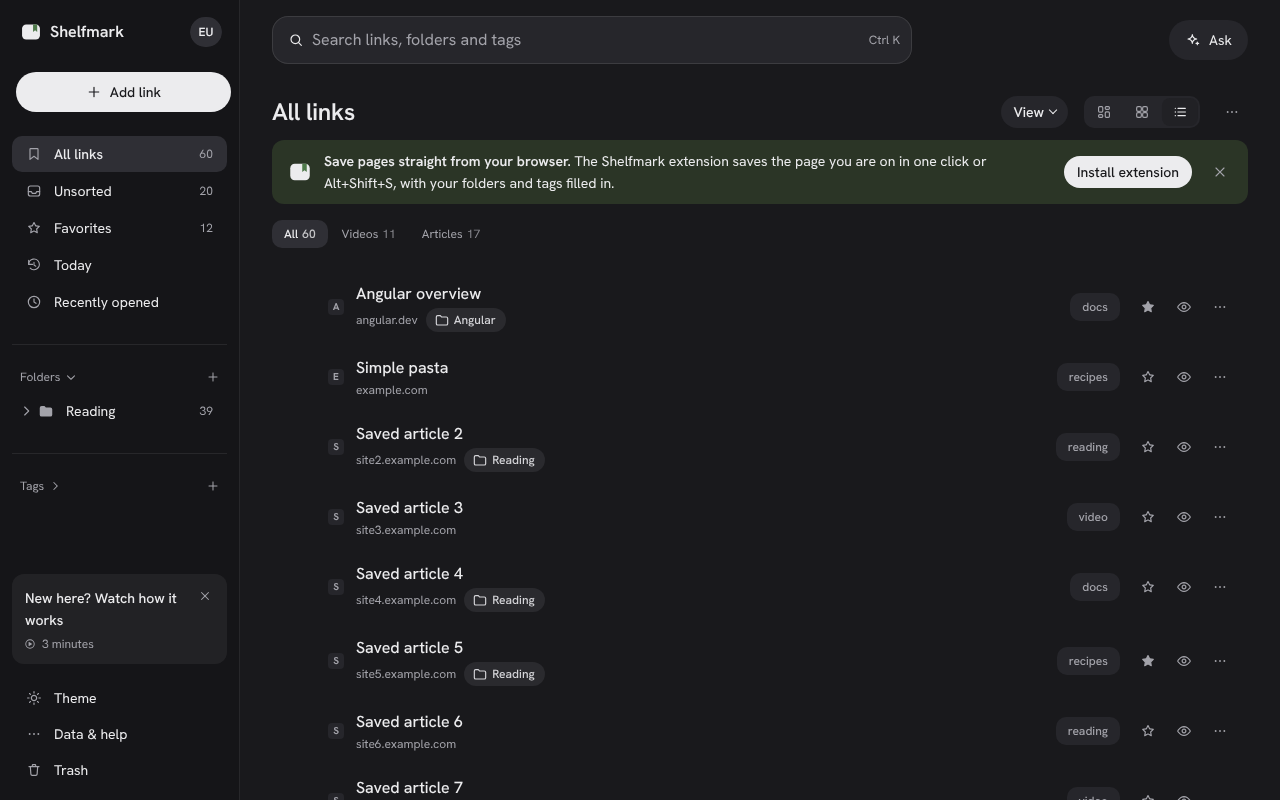 Shelfmark
EU
Add link
All links 60
Unsorted 20
Favorites 12
Today
Recently opened
Folders
Reading 39
Tags
New here? Watch how it
works
3 minutes
Theme
Data & help
Trash
Search links, folders and tags Ctrl K
Ask
All links
View
Save pages straight from your browser. The Shelfmark extension saves the page you are on in one click or
Alt+Shift+S, with your folders and tags filled in.
Install extension
All 60 Videos 11 Articles 17
A
Angular overview
angular.dev Angular
docs
E
Simple pasta
example.com
recipes
S
Saved article 2
site2.example.com Reading
reading
S
Saved article 3
site3.example.com
video
S
Saved article 4
site4.example.com Reading
docs
S
Saved article 5
site5.example.com Reading
recipes
S
Saved article 6
site6.example.com
reading
Saved article 7
video